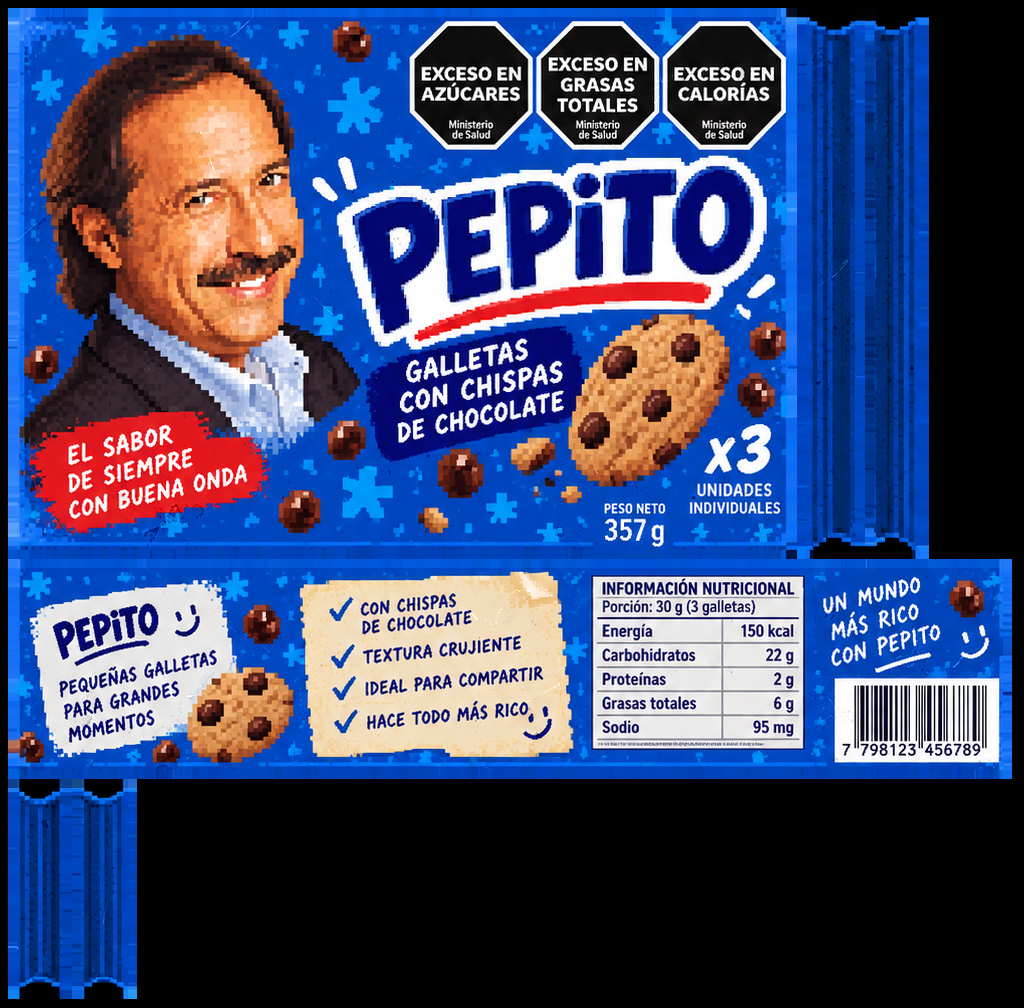 EXCESO EN
AZÚCARES
Ministerio
de Salud
EXCESO EN
GRASAS
TOTALES
Ministerio
de Salud
EXCESO EN
CALORÍAS
Ministerio
de Salud
PEPiTO
GALLETAS
CON CHISPAS
DE CHOCOLATE
EL SABOR
DE SIEMPRE
CON BUENA ONDA
x3
UNIDADES
INDIVIDUALES
PESO NETO
357 g
PEPiTO
PEQUEÑAS GALLETAS
PARA GRANDES
MOMENTOS
CON CHISPAS
DE CHOCOLATE
TEXTURA CRUJIENTE
IDEAL PARA COMPARTIR
HACE TODO MÁS RICO
INFORMACIÓN NUTRICIONAL
Porción: 30 g (3 galletas)
Energía 150 kcal
Carbohidratos 22 g
Proteínas 2 g
Grasas totales 6 g
Sodio 95 mg
UN MUNDO
MÁS RICO
CON PEPITO
7 798123 456789